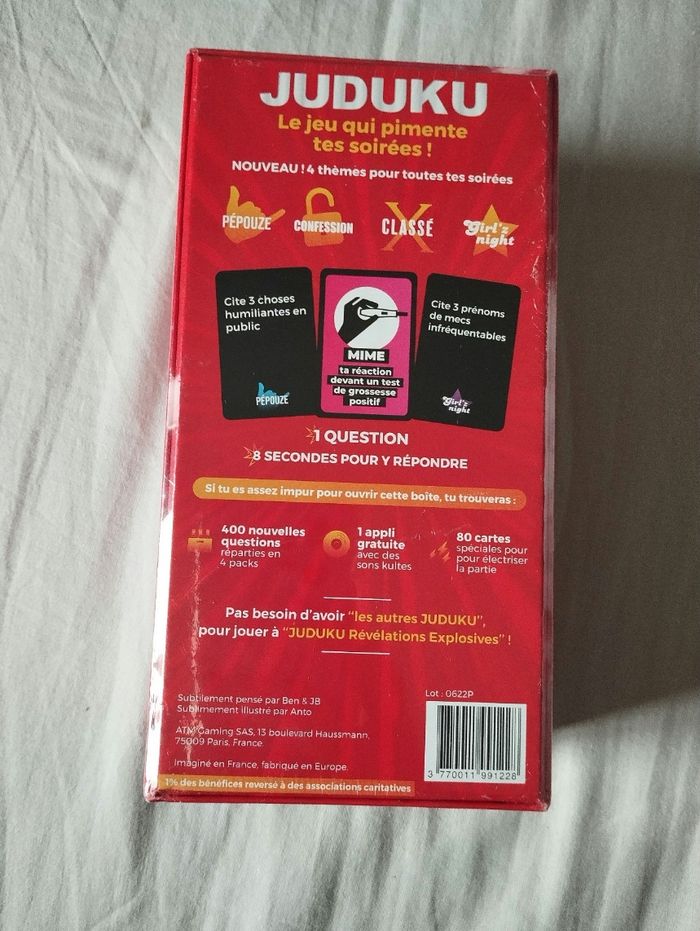 JUDUKU
Le jeu qui pimente
tes soirées !
NOUVEAU ! 4 thèmes pour toutes tes soirées
PÉPOUZE
CONFESSION
X
CLASSÉ
Girl'z
night
Cite 3 choses
humiliantes en
public
PÉPOUZE
MIME
ta réaction
devant un test
de grossesse
positif
Cite 3 prénoms
de mecs
infréquentables
Girl'z
night
1 QUESTION
8 SECONDES POUR Y RÉPONDRE
Si tu es assez impur pour ouvrir cette boîte, tu trouveras :
400 nouvelles
questions
réparties en
4 packs
1 appli
gratuite
avec des
sons kultes
80 cartes
spéciales pour
pour électriser
la partie
Pas besoin d'avoir "les autres JUDUKU",
pour jouer à "JUDUKU Révélations Explosives" !
Subtilement pensé par Ben & JB
Sublimement illustré par Anto
ATM Gaming SAS, 13 boulevard Haussmann,
75009 Paris, France.
Imaginé en France, fabriqué en Europe.
1% des bénéfices reversé à des associations caritatives
Lot : 0622P
3 770011 991228